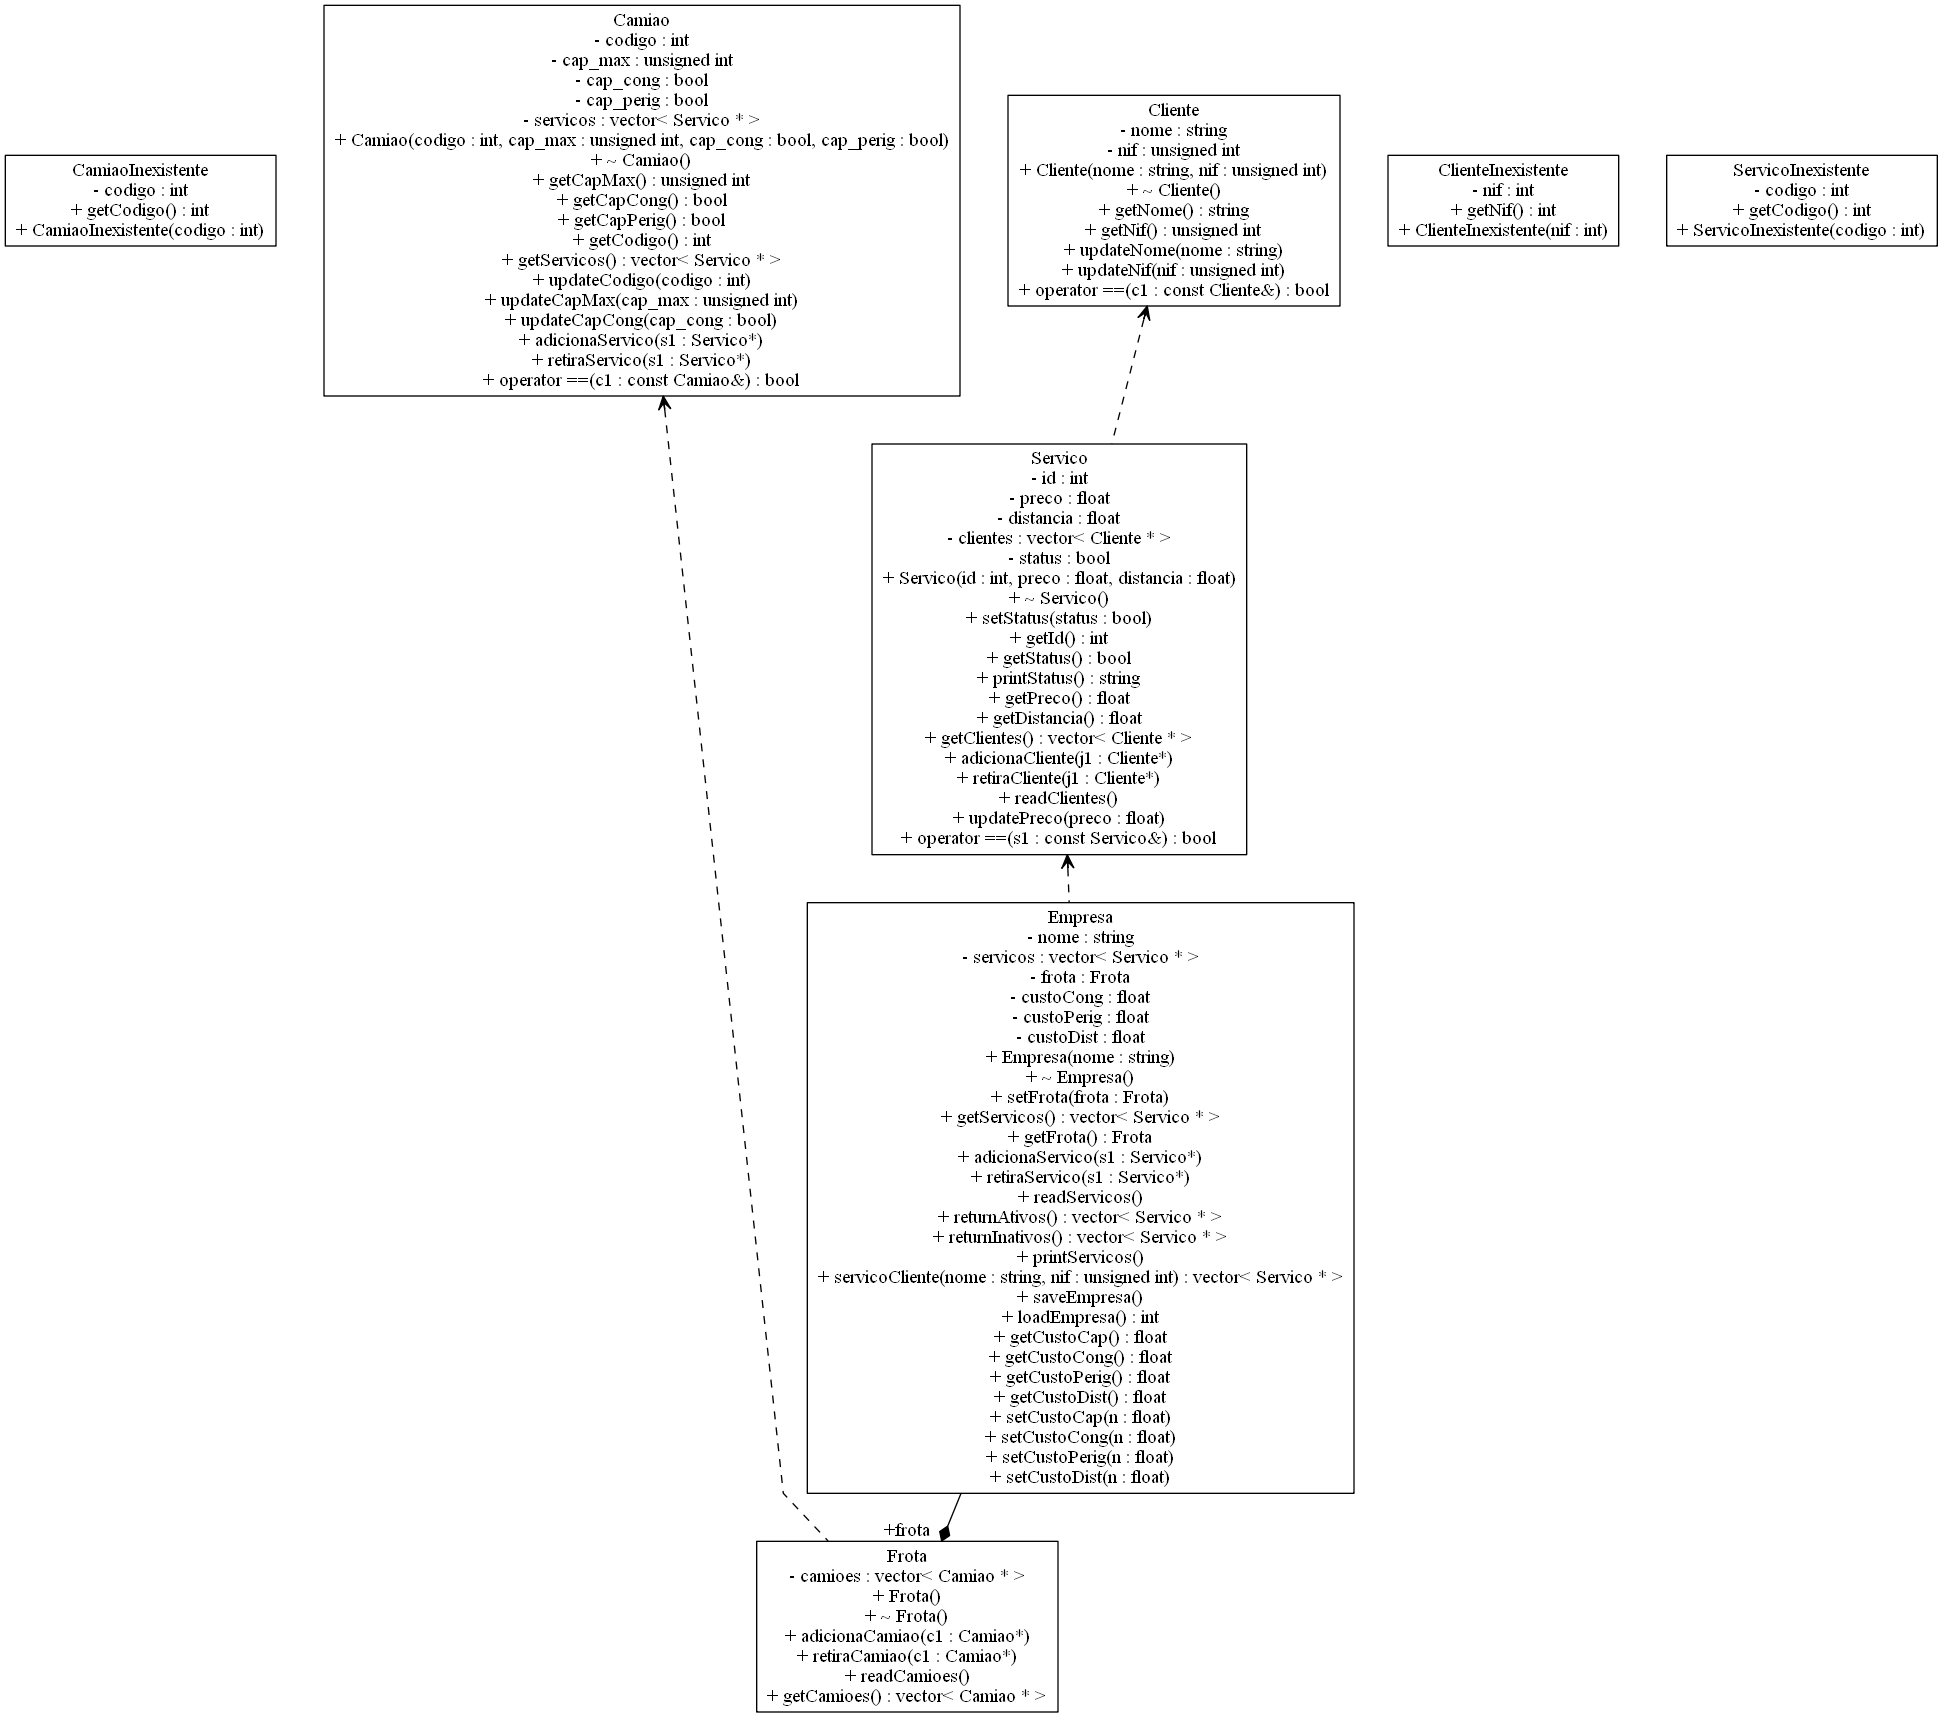 CamiaoInexistente
- codigo : int
+ getCodigo() : int
+ CamiaoInexistente(codigo : int)
Camiao
- codigo : int
- cap_max : unsigned int
- cap_cong : bool
- cap_perig : bool
- servicos : vector< Servico * >
+ Camiao(codigo : int, cap_max : unsigned int, cap_cong : bool, cap_perig : bool)
+ ~ Camiao()
+ getCapMax() : unsigned int
+ getCapCong() : bool
+ getCapPerig() : bool
+ getCodigo() : int
+ getServicos() : vector< Servico * >
+ updateCodigo(codigo : int)
+ updateCapMax(cap_max : unsigned int)
+ updateCapCong(cap_cong : bool)
+ adicionaServico(s1 : Servico*)
+ retiraServico(s1 : Servico*)
+ operator ==(c1 : const Camiao&) : bool
Cliente
- nome : string
- nif : unsigned int
+ Cliente(nome : string, nif : unsigned int)
+ ~ Cliente()
+ getNome() : string
+ getNif() : unsigned int
+ updateNome(nome : string)
+ updateNif(nif : unsigned int)
+ operator ==(c1 : const Cliente&) : bool
ClienteInexistente
- nif : int
+ getNif() : int
+ ClienteInexistente(nif : int)
ServicoInexistente
- codigo : int
+ getCodigo() : int
+ ServicoInexistente(codigo : int)
Servico
- id : int
- preco : float
- distancia : float
- clientes : vector< Cliente * >
- status : bool
+ Servico(id : int, preco : float, distancia : float)
+ ~ Servico()
+ setStatus(status : bool)
+ getId() : int
+ getStatus() : bool
+ printStatus() : string
+ getPreco() : float
+ getDistancia() : float
+ getClientes() : vector< Cliente * >
+ adicionaCliente(j1 : Cliente*)
+ retiraCliente(j1 : Cliente*)
+ readClientes()
+ updatePreco(preco : float)
+ operator ==(s1 : const Servico&) : bool
Empresa
- nome : string
- servicos : vector< Servico * >
- frota : Frota
- custoCong : float
- custoPerig : float
- custoDist : float
+ Empresa(nome : string)
+ ~ Empresa()
+ setFrota(frota : Frota)
+ getServicos() : vector< Servico * >
+ getFrota() : Frota
+ adicionaServico(s1 : Servico*)
+ retiraServico(s1 : Servico*)
+ readServicos()
+ returnAtivos() : vector< Servico * >
+ returnInativos() : vector< Servico * >
+ printServicos()
+ servicoCliente(nome : string, nif : unsigned int) : vector< Servico * >
+ saveEmpresa()
+ loadEmpresa() : int
+ getCustoCap() : float
+ getCustoCong() : float
+ getCustoPerig() : float
+ getCustoDist() : float
+ setCustoCap(n : float)
+ setCustoCong(n : float)
+ setCustoPerig(n : float)
+ setCustoDist(n : float)
+frota
Frota
- camioes : vector< Camiao * >
+ Frota()
+ ~ Frota()
+ adicionaCamiao(c1 : Camiao*)
+ retiraCamiao(c1 : Camiao*)
+ readCamioes()
+ getCamioes() : vector< Camiao * >